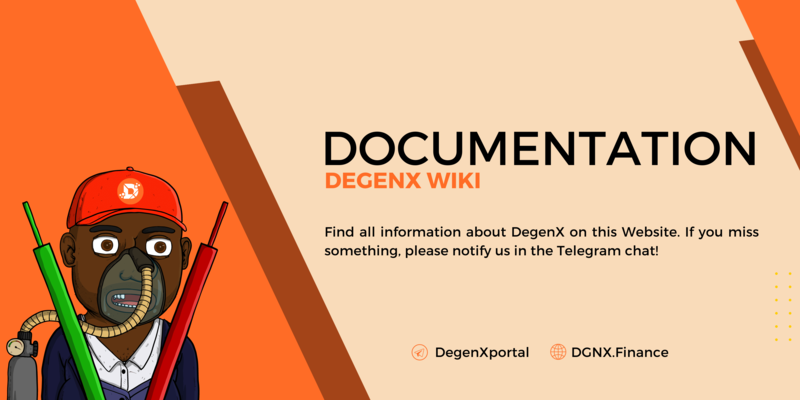 DOCUMENTATION
DEGENX WIKI
Find all information about DegenX on this Website. If you miss
something, please notify us in the Telegram chat!
DegenXportal
DGNX.Finance